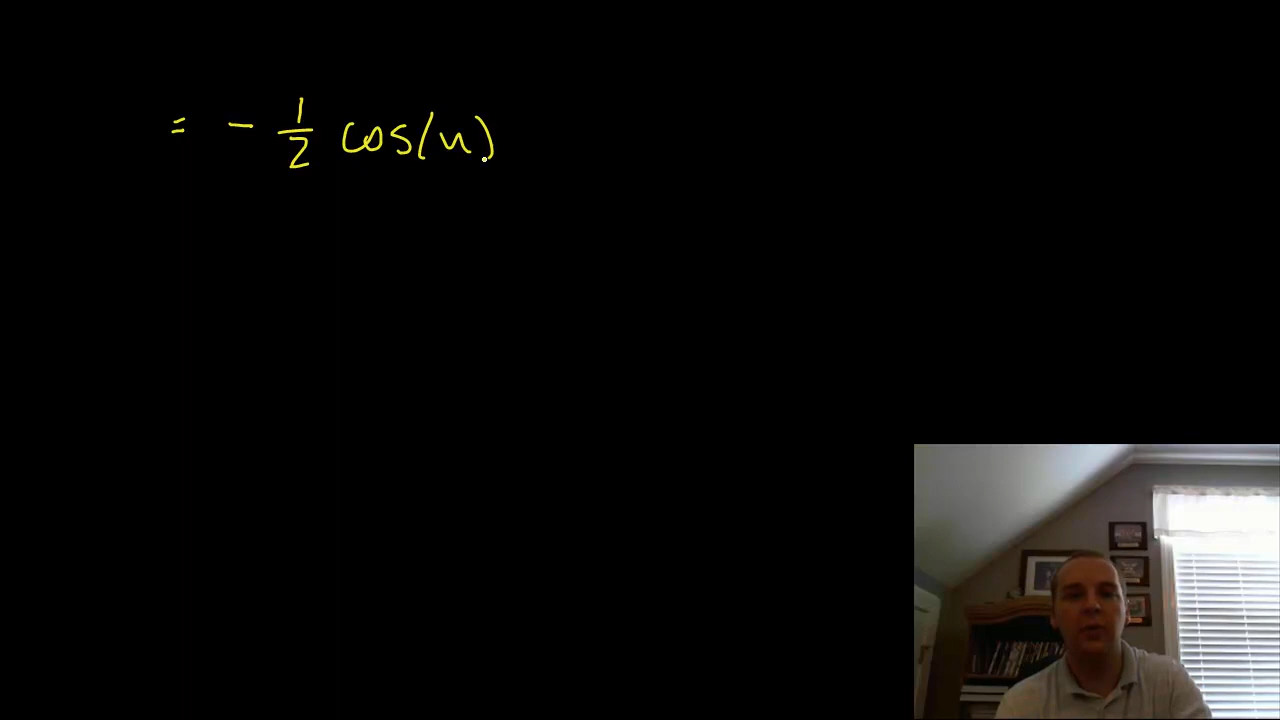 = - 1/2 cos(u)